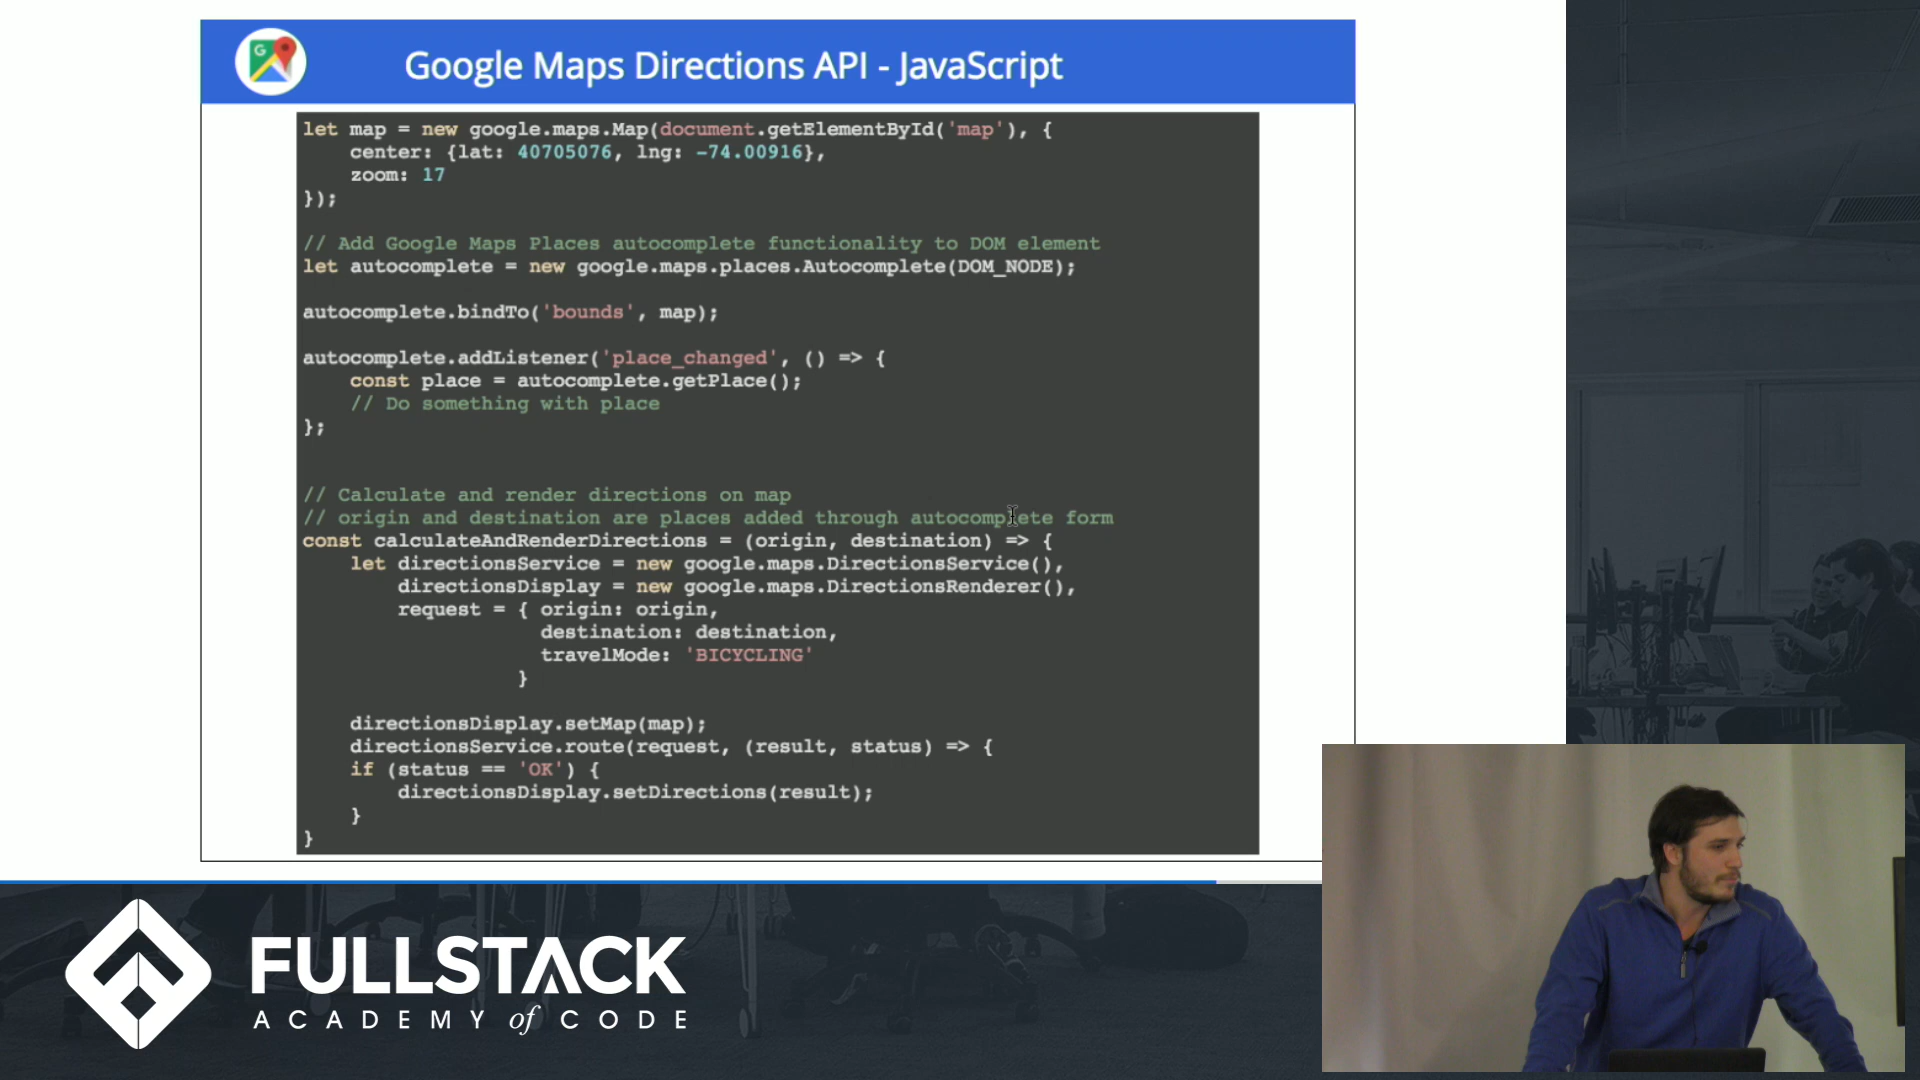 Google Maps Directions API - JavaScript
let map = new google.maps.Map(document.getElementById('map'), {
center: {lat: 40705076, lng: -74.00916},
zoom: 17
});
// Add Google Maps Places autocomplete functionality to DOM element
let autocomplete = new google.maps.places.Autocomplete(DOM_NODE);
autocomplete.bindTo('bounds', map);
autocomplete.addListener('place_changed', () => {
const place = autocomplete.getPlace();
// Do something with place
};
// Calculate and render directions on map
// origin and destination are places added through autocomplete form
const calculateAndRenderDirections = (origin, destination) => {
let directionsService = new google.maps.DirectionsService(),
directionsDisplay = new google.maps.DirectionsRenderer(),
request = { origin: origin,
destination: destination,
travelMode: 'BICYCLING'
}
directionsDisplay.setMap(map);
directionsService.route(request, (result, status) => {
if (status == 'OK') {
directionsDisplay.setDirections(result);
}
}
FULLSTACK
ACADEMY of CODE